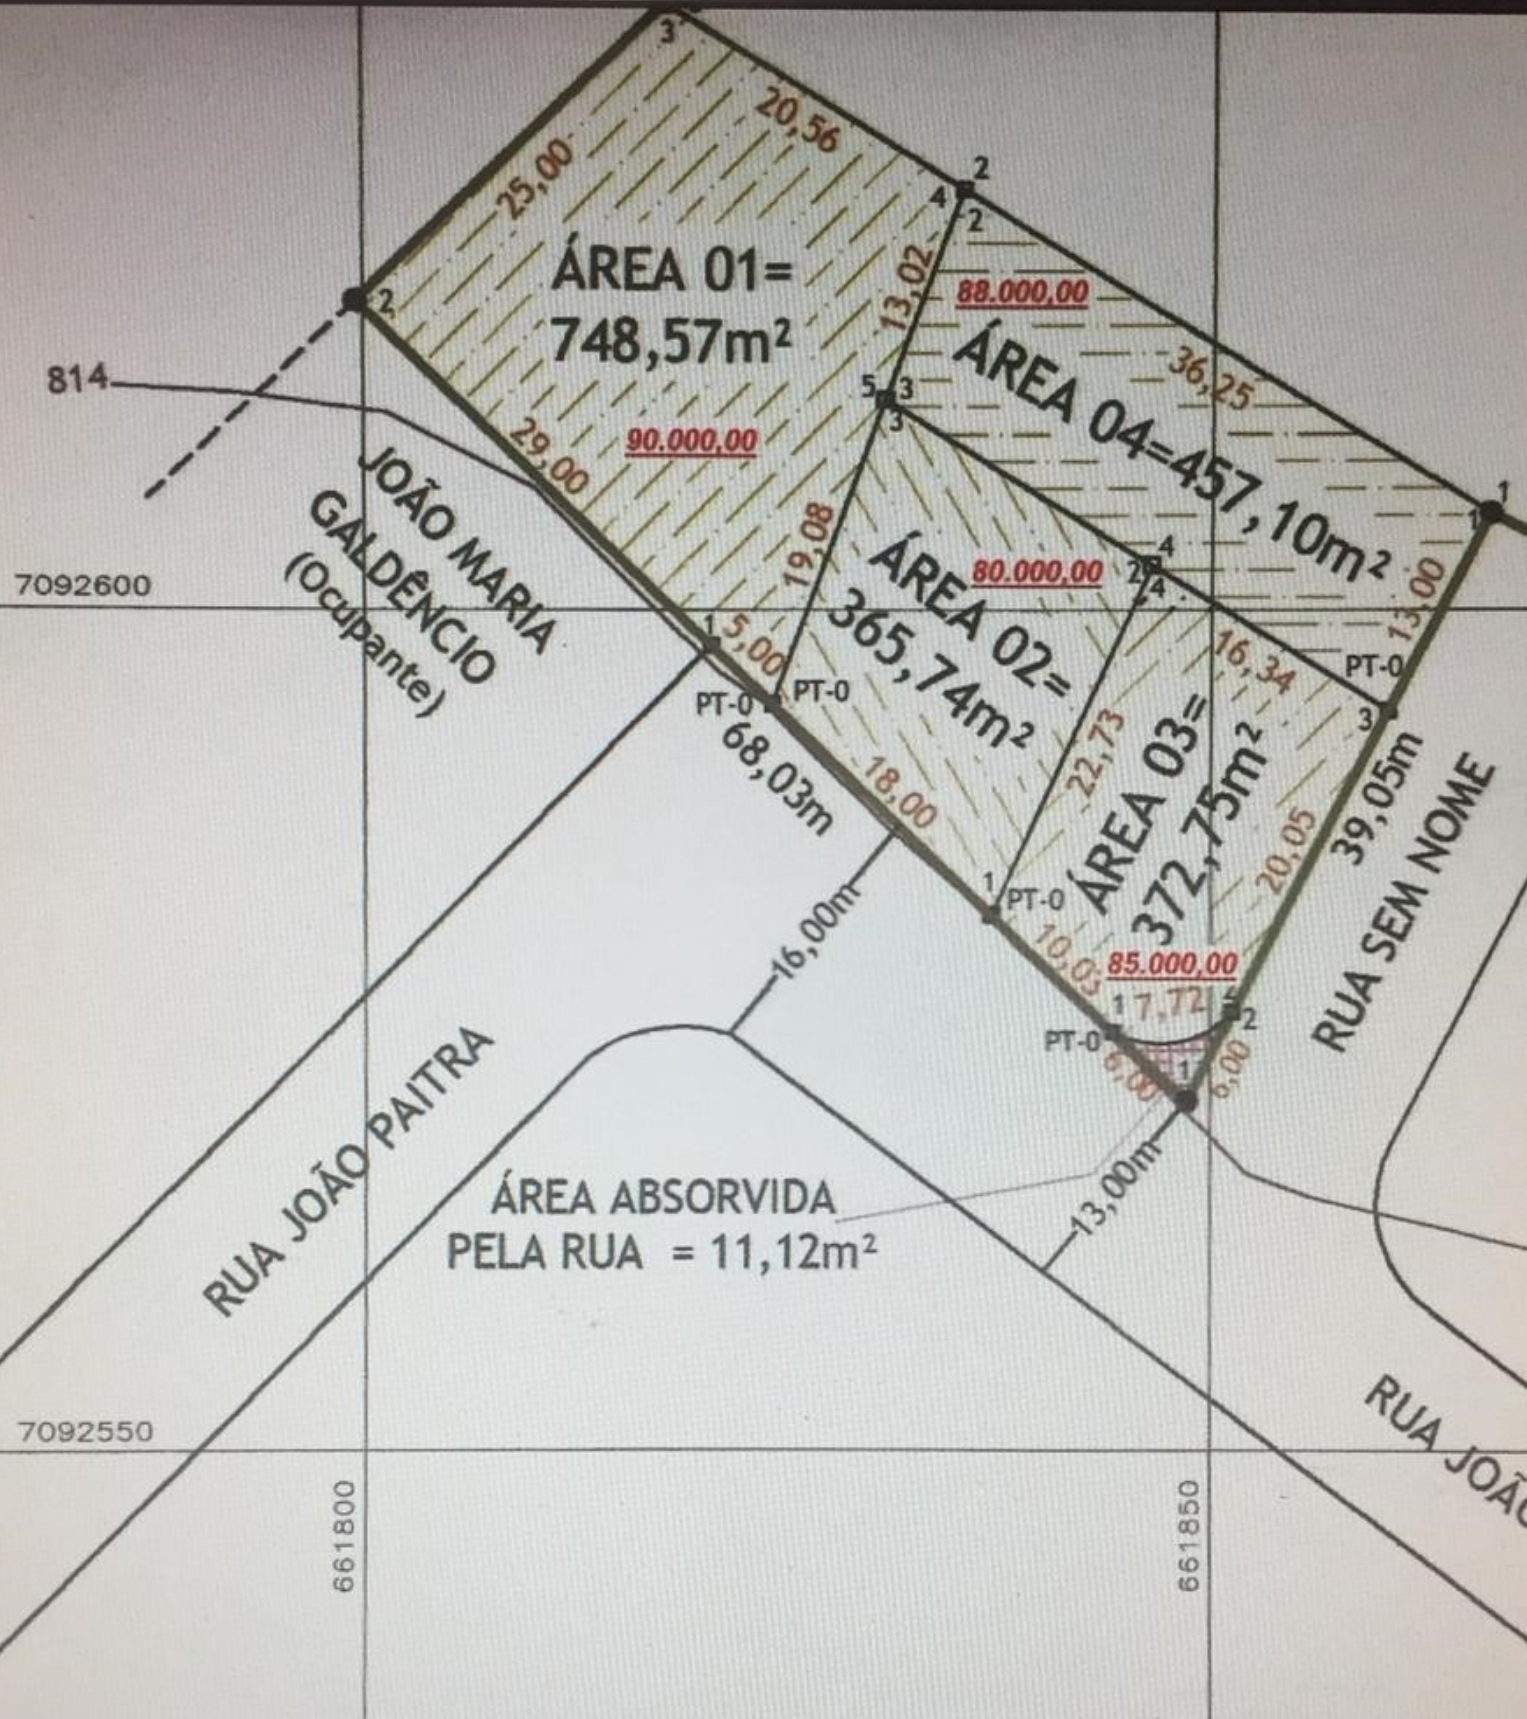 3
20,56
2
4
2
25,00
ÁREA 01=
748,57m²
13,02
88.000,00
2
814
36,25
ÁREA 04=457,10m²
5
3
3
90.000,00
29,00
JOÃO MARIA
GALDÊNCIO
(Ocupante)
1
1
19,08
ÁREA 02=
365,74m²
80.000,00
4
2
4
13,00
7092600
1
5,00
PT-0
PT-0
16,34
PT-0
3
68,03m
18,00
22,73
ÁREA 03=
372,75m²
20,05
39,05m
RUA SEM NOME
1
PT-0
16,00m
10,05
85.000,00
1
7,72
2
PT-0
6,00
1
6,00
RUA JOÃO PAITRA
13,00m
ÁREA ABSORVIDA
PELA RUA = 11,12m²
RUA JOÃO
7092550
661800
661850